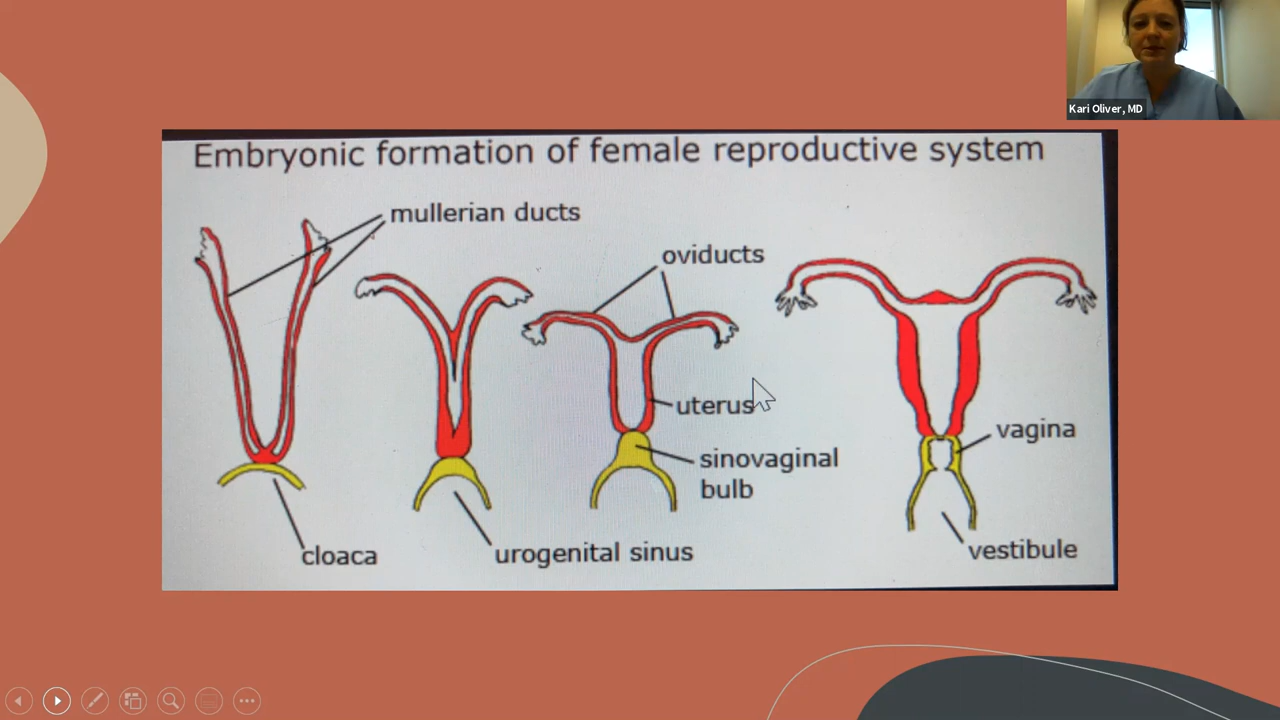 Kari Oliver, MD
Embryonic formation of female reproductive system
mullerian ducts
oviducts
uterus
vagina
sinovaginal
bulb
cloaca
urogenital sinus
vestibule